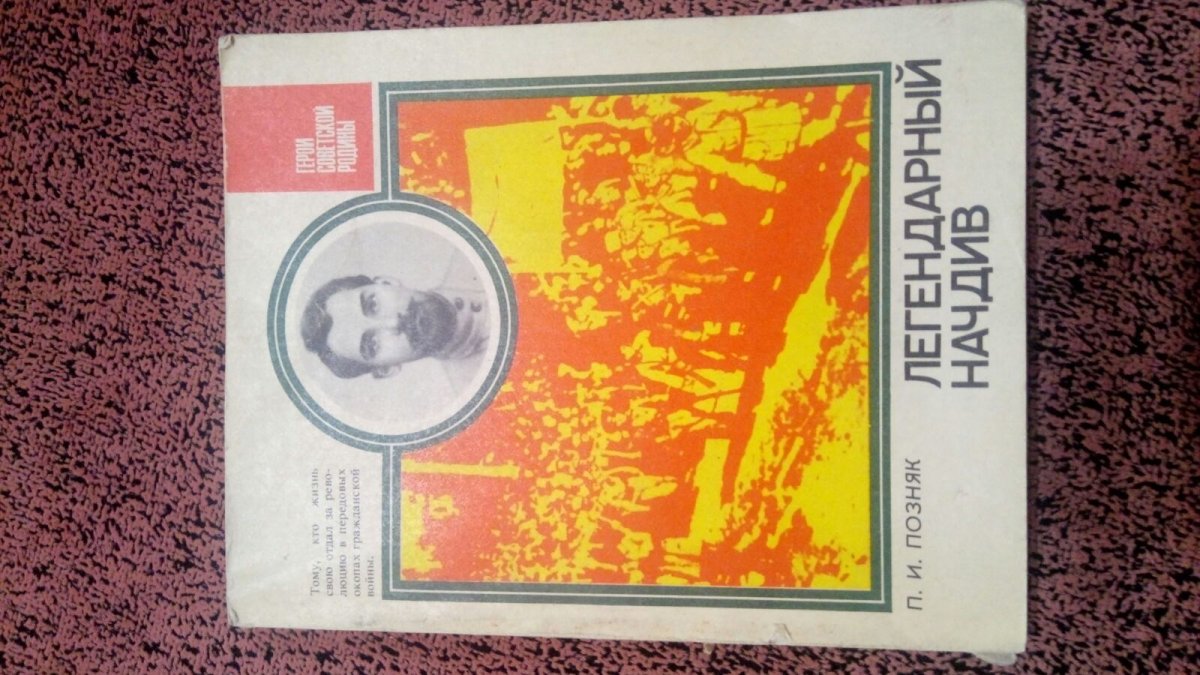 ГЕРОИ
СОВЕТСКОЙ
РОДИНЫ
Тому, кто жизнь
свою отдал за рево-
люцию в передовых
окопах гражданской
войны.
П. И. ПОЗНЯК
ЛЕГЕНДАРНЫЙ
НАЧДИВ